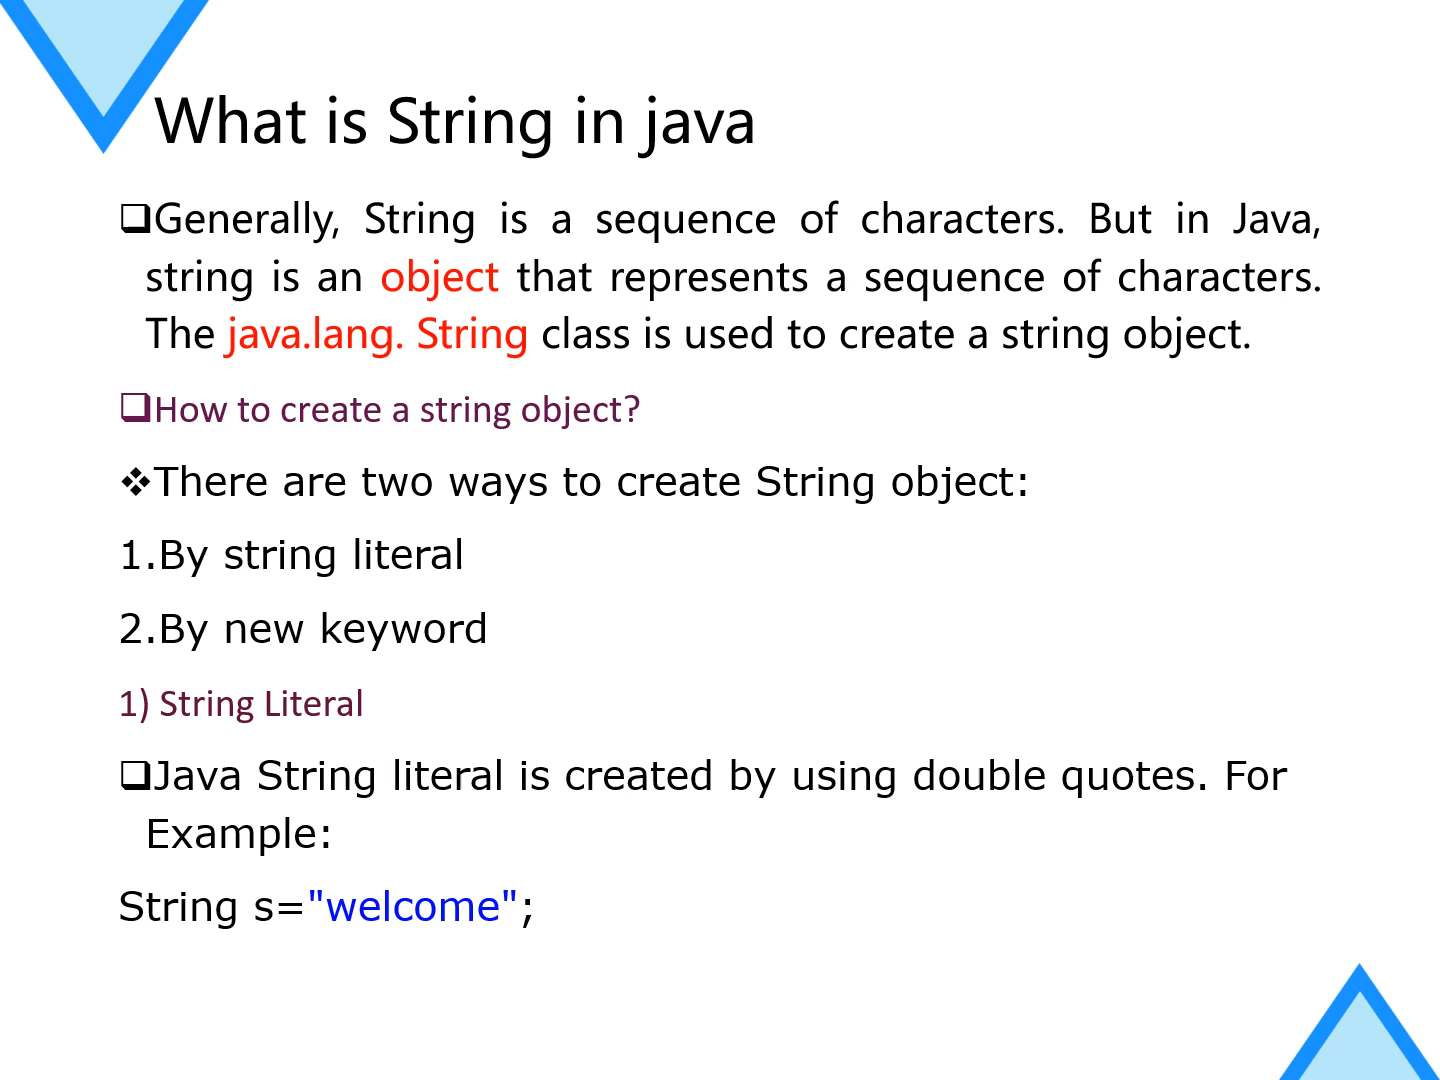 What is String in java
❑Generally, String is a sequence of characters. But in Java,
string is an object that represents a sequence of characters.
The java.lang. String class is used to create a string object.
❑How to create a string object?
❖There are two ways to create String object:
1.By string literal
2.By new keyword
1) String Literal
❑Java String literal is created by using double quotes. For
Example:
String s="welcome";